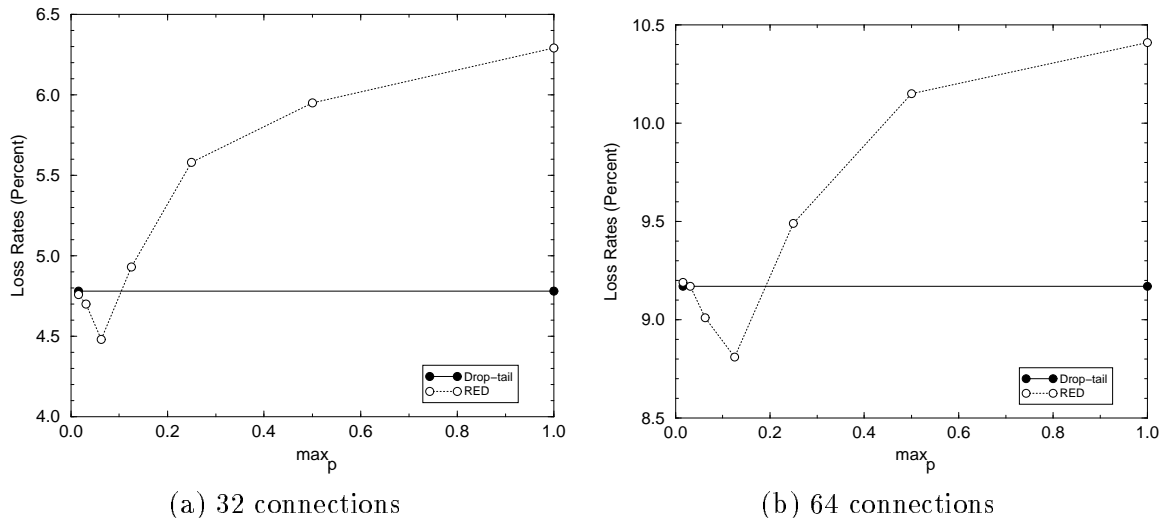 6.5
6.0
5.5
5.0
4.5
4.0
Loss Rates (Percent)
0.0 0.2 0.4 0.6 0.8 1.0
max_p
Drop−tail
RED
(a) 32 connections
10.5
10.0
9.5
9.0
8.5
Loss Rates (Percent)
0.0 0.2 0.4 0.6 0.8 1.0
max_p
Drop−tail
RED
(b) 64 connections